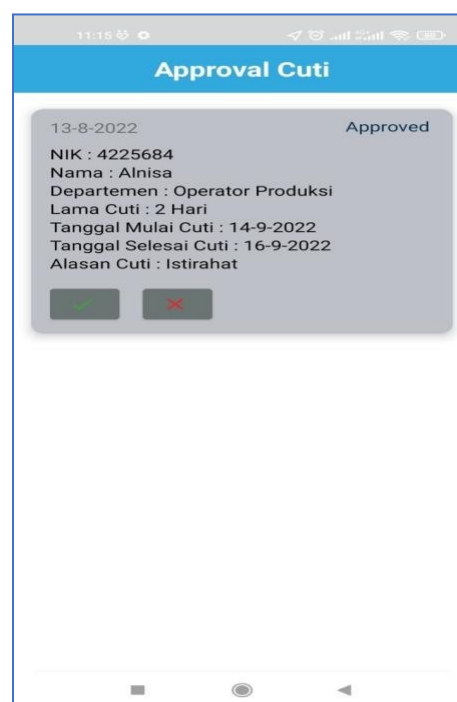 11:15
Approval Cuti
13-8-2022 Approved
NIK : 4225684
Nama : Alnisa
Departemen : Operator Produksi
Lama Cuti : 2 Hari
Tanggal Mulai Cuti : 14-9-2022
Tanggal Selesai Cuti : 16-9-2022
Alasan Cuti : Istirahat